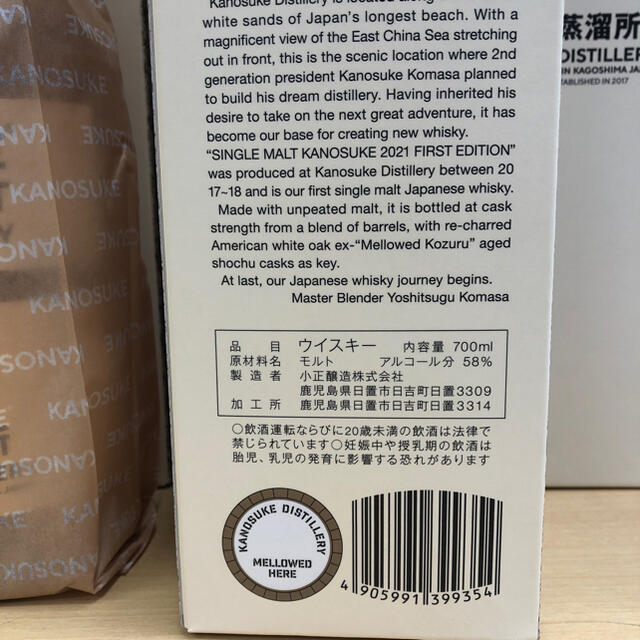 Kanosuke Distillery is located along
white sands of Japan's longest beach. With a
magnificent view of the East China Sea stretching
out in front, this is the scenic location where 2nd
generation president Kanosuke Komasa planned
to build his dream distillery. Having inherited his
desire to take on the next great adventure, it has
become our base for creating new whisky.
"SINGLE MALT KANOSUKE 2021 FIRST EDITION"
was produced at Kanosuke Distillery between 20
17~18 and is our first single malt Japanese whisky.
Made with unpeated malt, it is bottled at cask
strength from a blend of barrels, with re-charred
American white oak ex-"Mellowed Kozuru" aged
shochu casks as key.
At last, our Japanese whisky journey begins.
Master Blender Yoshitsugu Komasa
品目 ウイスキー 内容量 700ml
原材料名 モルト アルコール分 58%
製造者 小正醸造株式会社
鹿児島県日置市日吉町日置3309
加工所 鹿児島県日置市日吉町日置3314
○飲酒運転ならびに20歳未満の飲酒は法律で
禁じられています○妊娠中や授乳期の飲酒は
胎児、乳児の発育に影響する恐れがあります
KANOSUKE DISTILLERY
MELLOWED
HERE
4 905991 399354
蒸溜所
DISTILLER
IN KAGOSHIMA JA
ESTABLISHED IN 2017
KANOSUKE
KANOSUKE
KANOSUKE
KANOSUKE
KANOSUKE